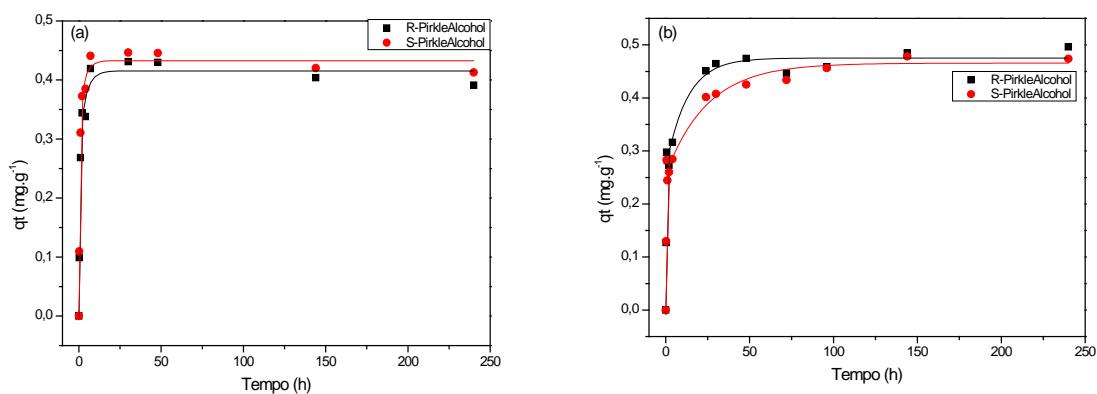 (a)
R-PirkleAlcohol
S-PirkleAlcohol
0,5
0,4
0,3
0,2
0,1
0,0
qt (mg.g⁻¹)
0 50 100 150 200 250
Tempo (h)
(b)
R-PirkleAlcohol
S-PirkleAlcohol
0,5
0,4
0,3
0,2
0,1
0,0
qt (mg.g⁻¹)
0 50 100 150 200 250
Tempo (h)